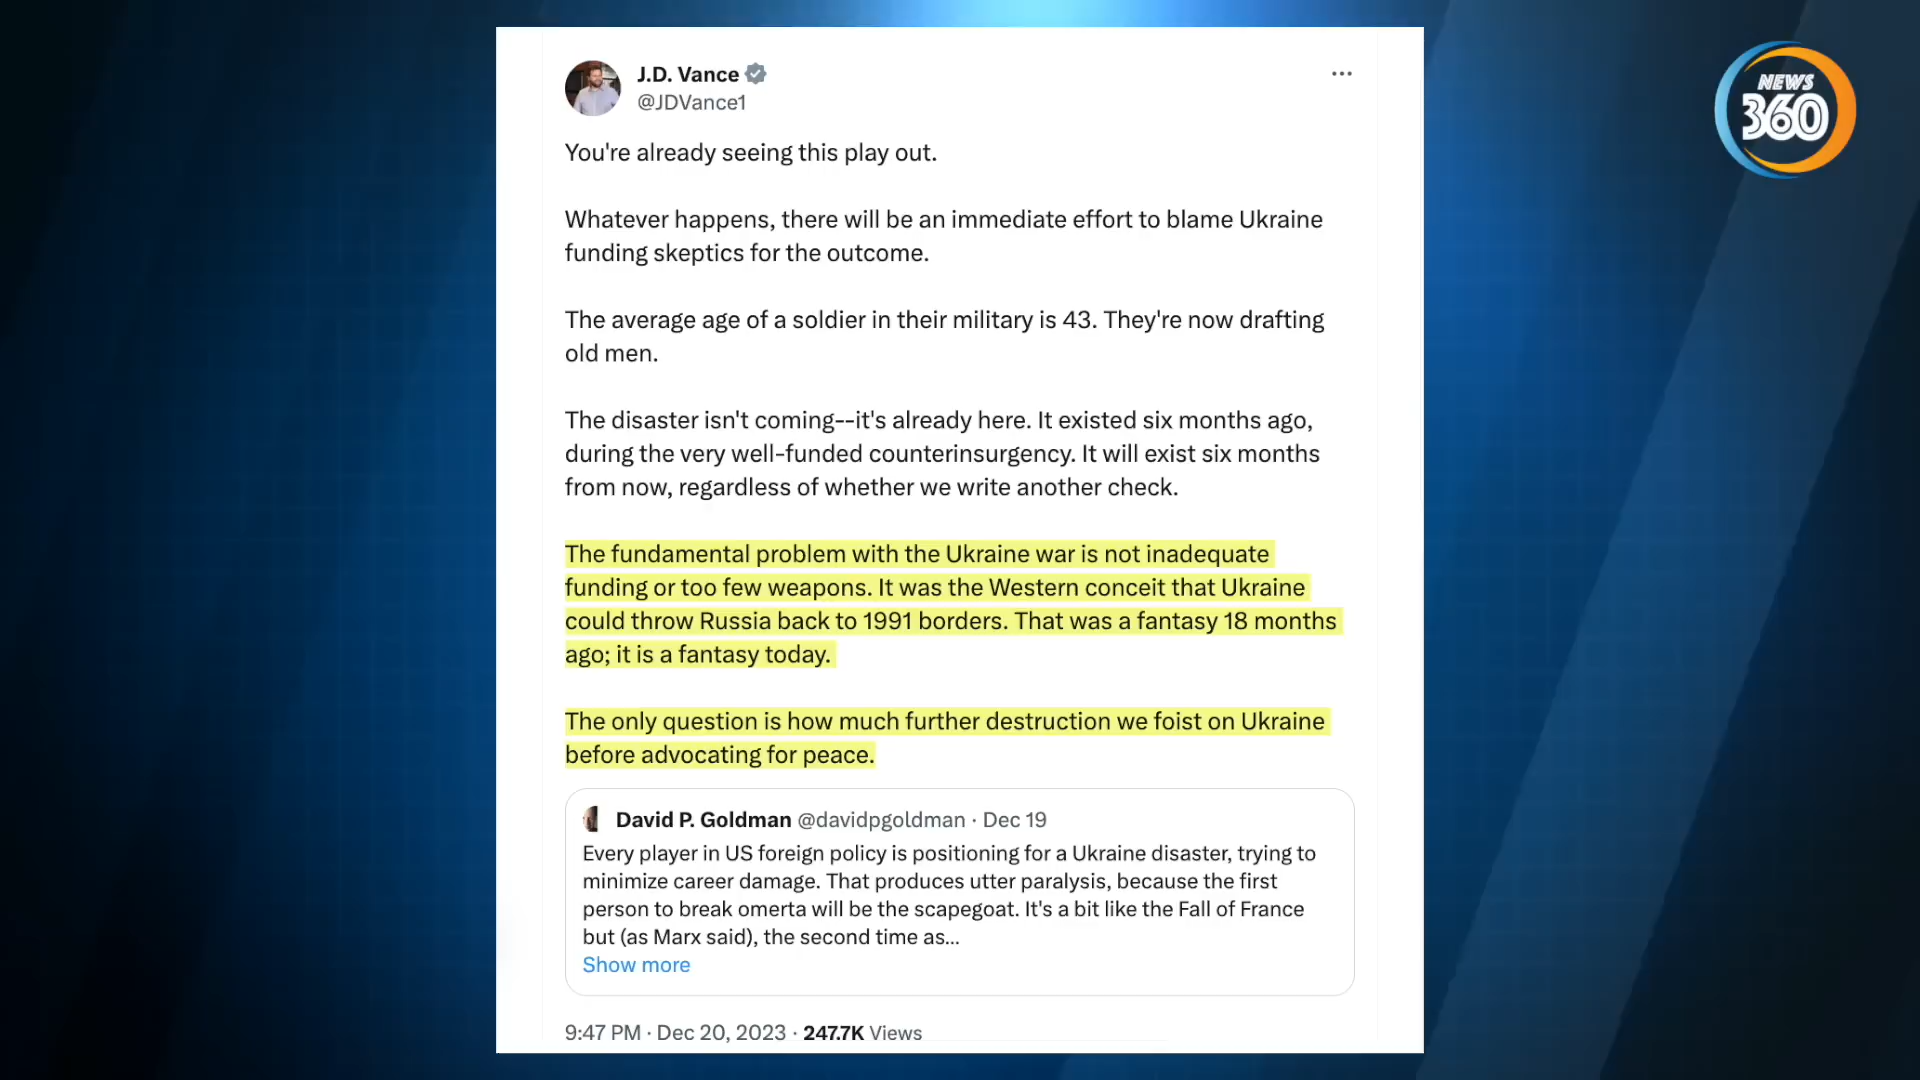 NEWS
360
J.D. Vance
@JDVance1
You're already seeing this play out.
Whatever happens, there will be an immediate effort to blame Ukraine
funding skeptics for the outcome.
The average age of a soldier in their military is 43. They're now drafting
old men.
The disaster isn't coming--it's already here. It existed six months ago,
during the very well-funded counterinsurgency. It will exist six months
from now, regardless of whether we write another check.
The fundamental problem with the Ukraine war is not inadequate
funding or too few weapons. It was the Western conceit that Ukraine
could throw Russia back to 1991 borders. That was a fantasy 18 months
ago; it is a fantasy today.
The only question is how much further destruction we foist on Ukraine
before advocating for peace.
David P. Goldman @davidpgoldman · Dec 19
Every player in US foreign policy is positioning for a Ukraine disaster, trying to
minimize career damage. That produces utter paralysis, because the first
person to break omerta will be the scapegoat. It's a bit like the Fall of France
but (as Marx said), the second time as...
Show more
9:47 PM · Dec 20, 2023 · 247.7K Views